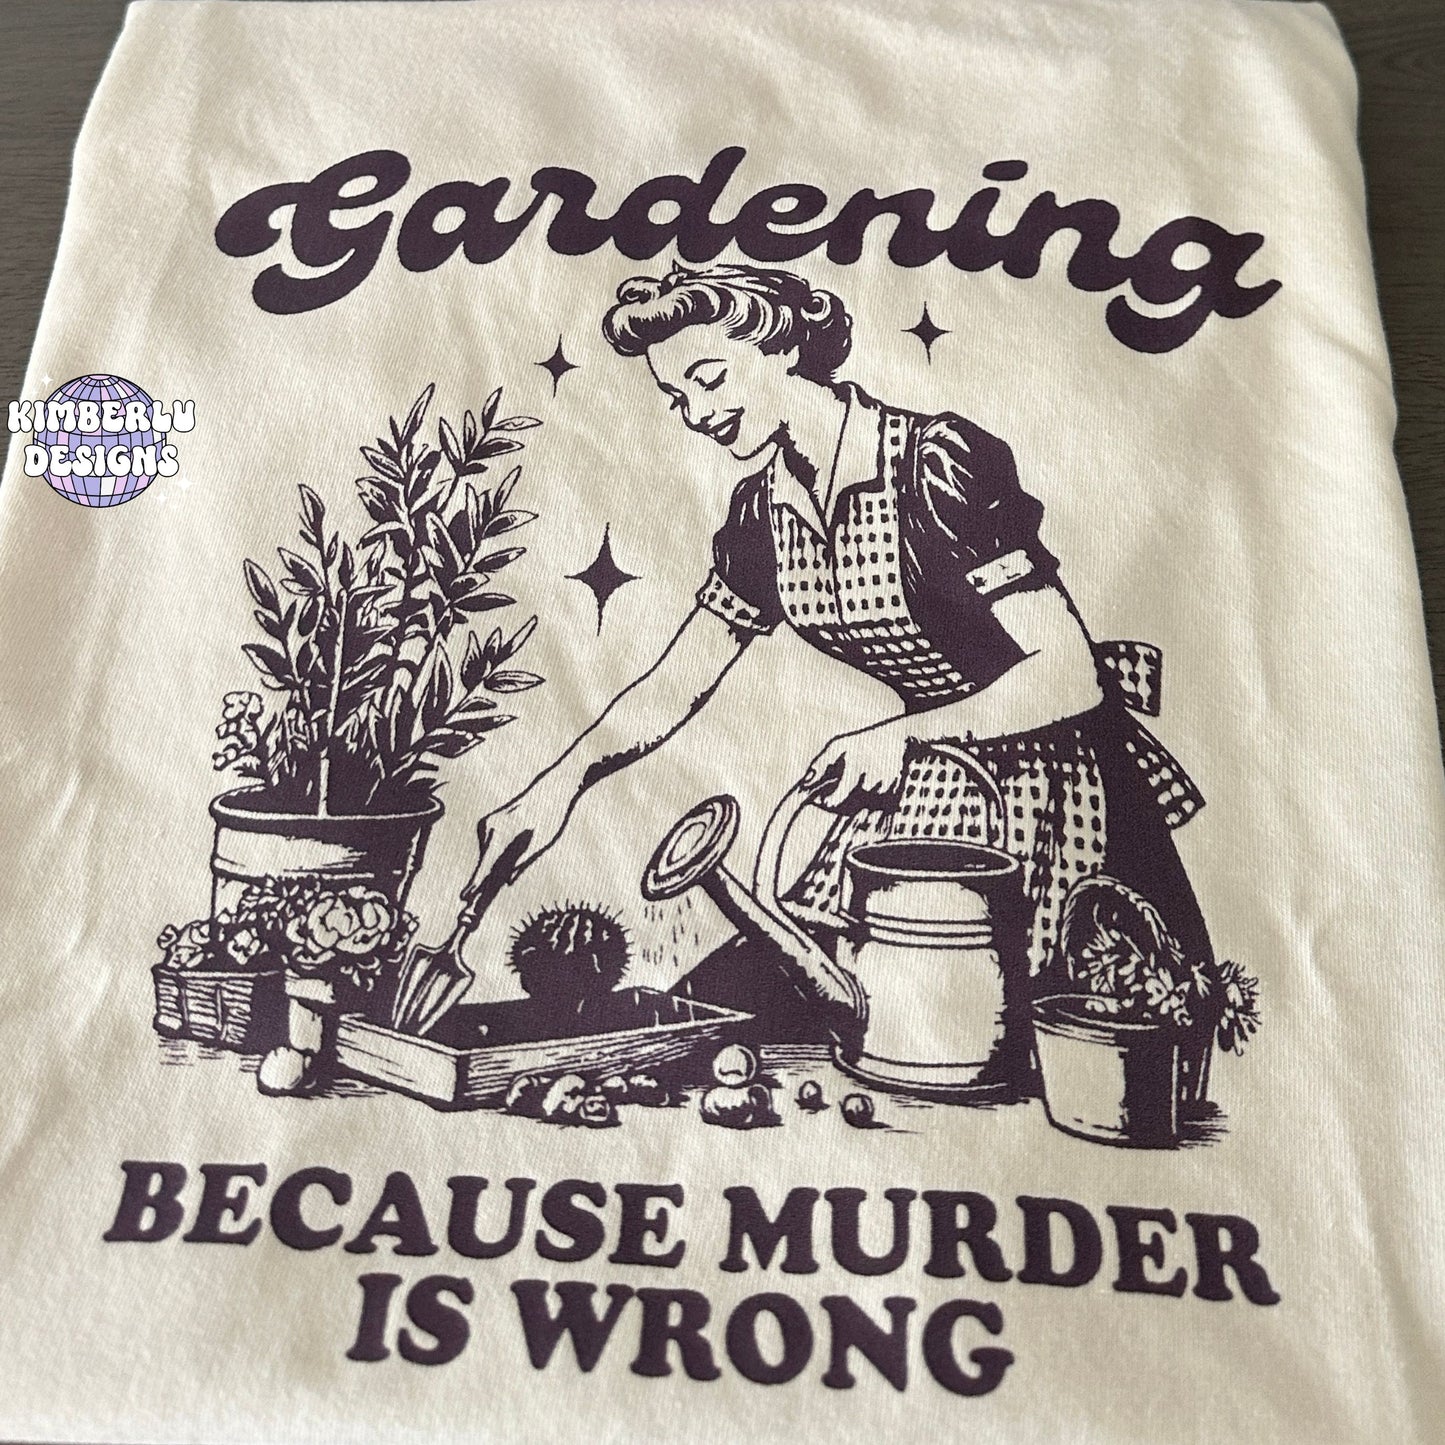 Gardening
KIMBERLU
DESIGNS
BECAUSE MURDER
IS WRONG